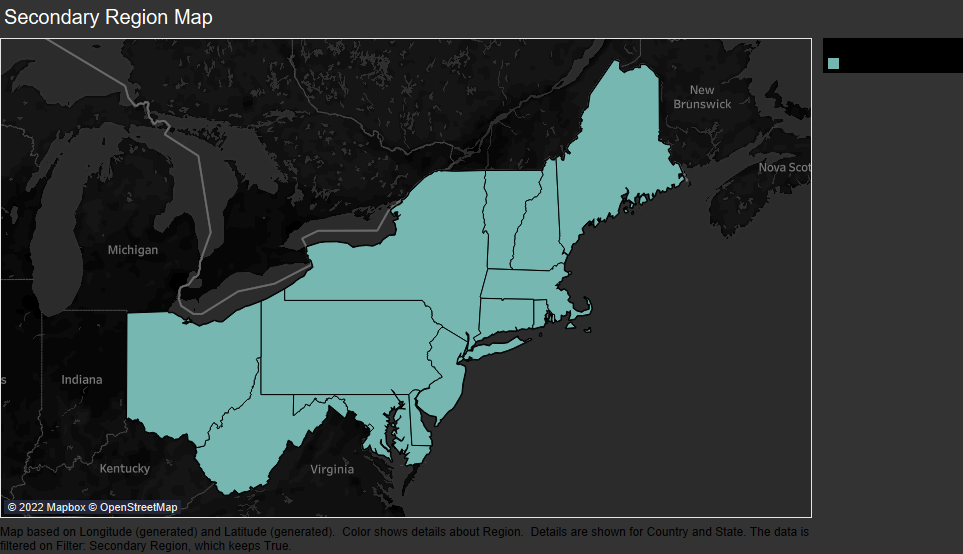 Secondary Region Map
New
Brunswick
Nova Scot
Michigan
s
Indiana
Kentucky
Virginia
© 2022 Mapbox © OpenStreetMap
Map based on Longitude (generated) and Latitude (generated).  Color shows details about Region.  Details are shown for Country and State. The data is
filtered on Filter: Secondary Region, which keeps True.